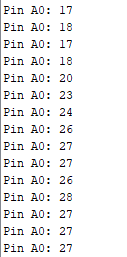 Pin A0: 17
Pin A0: 18
Pin A0: 17
Pin A0: 18
Pin A0: 20
Pin A0: 23
Pin A0: 24
Pin A0: 26
Pin A0: 27
Pin A0: 27
Pin A0: 26
Pin A0: 28
Pin A0: 27
Pin A0: 27
Pin A0: 27